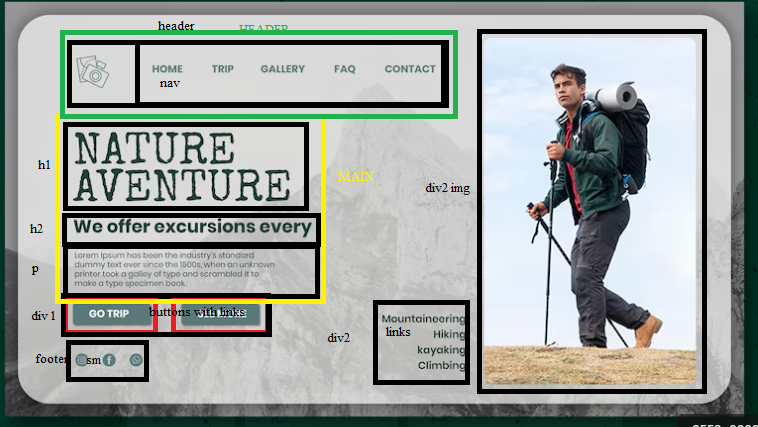 header
HEADER
HOME TRIP GALLERY FAQ CONTACT
nav
h1
NATURE
AVENTURE
MAIN
div2 img
h2
We offer excursions every
p
Lorem Ipsum has been the industry's standard
dummy text ever since the 1500s, when an unknown
printer took a galley of type and scrambled it to
make a type specimen book.
div 1
GO TRIP
buttons with links
div2
Mountaineering
links
Hiking
kayaking
Climbing
footer
sm